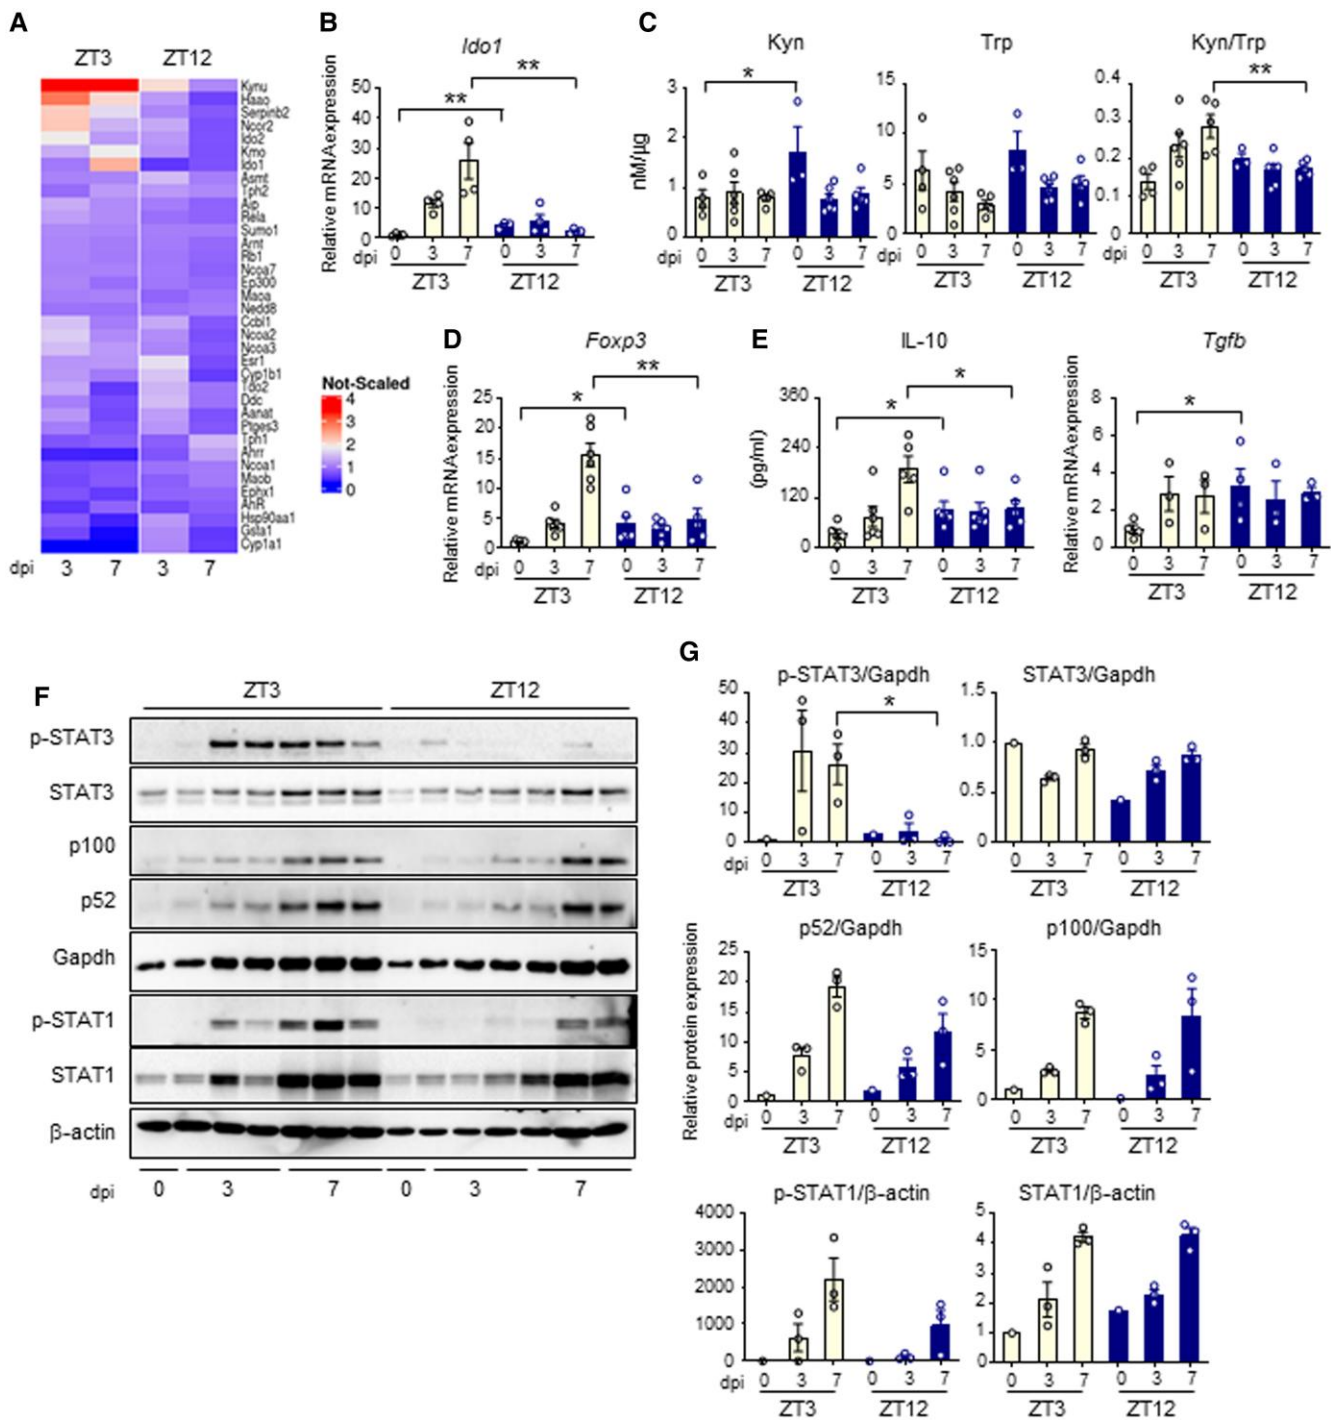 A
ZT3 ZT12
Kynu
Haao
Serpinb2
Ncor2
Ido2
Kmo
Ido1
Asmt
Tph2
Aip
Rela
Sumo1
Arnt
Rb1
Ncoa7
Ep300
Maoa
Nedd8
Ccbl1
Ncoa2
Ncoa3
Esr1
Cyp1b1
Tdo2
Ddc
Aanat
Ptges3
Tph1
Ahrr
Ncoa1
Maob
Ephx1
AhR
Hsp90aa1
Gsta1
Cyp1a1
dpi 3 7 3 7
Not-Scaled
4
3
2
1
0
B
Ido1
Relative mRNA expression
50
40
30
20
10
0
** **
dpi 0 3 7 0 3 7
ZT3 ZT12
C
Kyn
nM/µg
3
2
1
0
*
dpi 0 3 7 0 3 7
ZT3 ZT12
Trp
15
10
5
0
dpi 0 3 7 0 3 7
ZT3 ZT12
Kyn/Trp
0.4
0.3
0.2
0.1
0
**
dpi 0 3 7 0 3 7
ZT3 ZT12
D
Foxp3
Relative mRNA expression
25
20
15
10
5
0
* **
dpi 0 3 7 0 3 7
ZT3 ZT12
E
IL-10
(pg/ml)
360
240
120
0
* *
dpi 0 3 7 0 3 7
ZT3 ZT12
Tgfb
Relative mRNA expression
8
6
4
2
0
*
dpi 0 3 7 0 3 7
ZT3 ZT12
F
ZT3 ZT12
p-STAT3
STAT3
p100
p52
Gapdh
p-STAT1
STAT1
β-actin
dpi 0 3 7 0 3 7
G
Relative protein expression
p-STAT3/Gapdh
50
40
30
20
10
0
*
dpi 0 3 7 0 3 7
ZT3 ZT12
STAT3/Gapdh
1.5
1.0
0.5
0
0 3 7 0 3 7
ZT3 ZT12
p52/Gapdh
25
20
15
10
5
0
dpi 0 3 7 0 3 7
ZT3 ZT12
p100/Gapdh
15
10
5
0
0 3 7 0 3 7
ZT3 ZT12
p-STAT1/β-actin
4000
3000
2000
1000
0
dpi 0 3 7 0 3 7
ZT3 ZT12
STAT1/β-actin
5
4
3
2
1
0
0 3 7 0 3 7
ZT3 ZT12